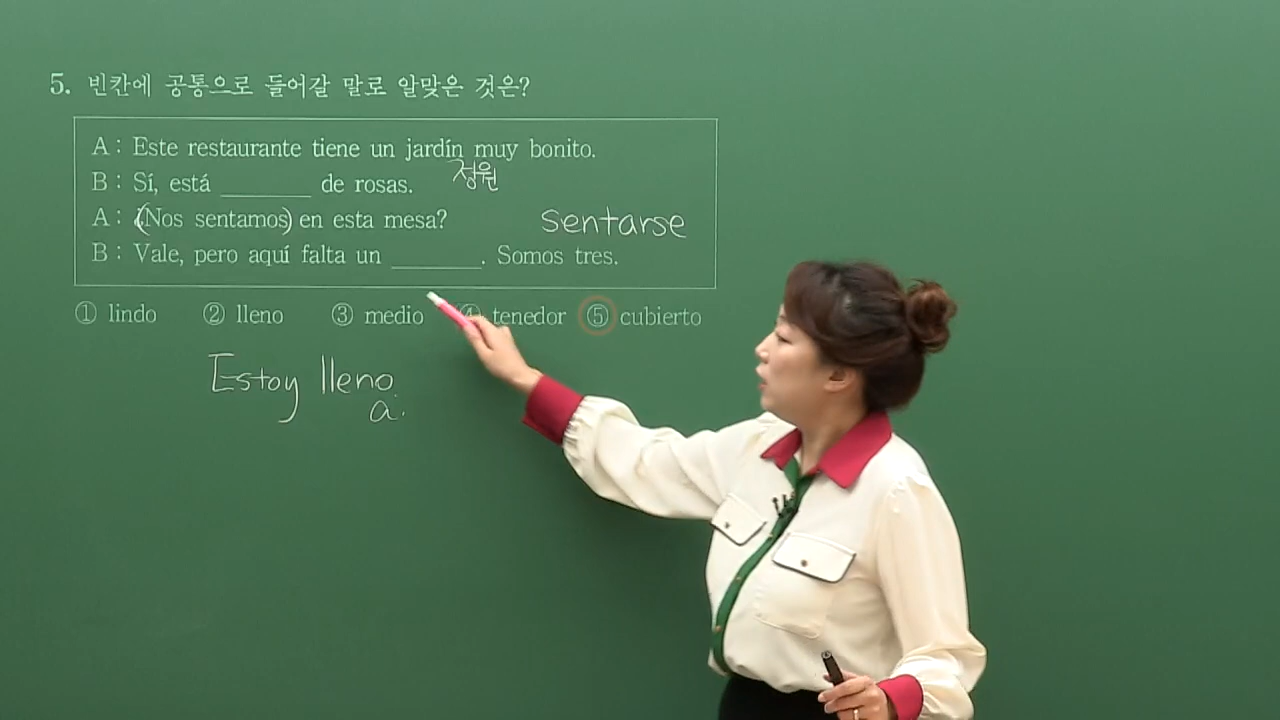 5. 빈칸에 공통으로 들어갈 말로 알맞은 것은?
A : Este restaurante tiene un jardín muy bonito.
정원
B : Sí, está ________ de rosas.
A : (Nos sentamos) en esta mesa?
sentarse
B : Vale, pero aquí falta un ________. Somos tres.
① lindo ② lleno ③ medio ④ tenedor ⑤ cubierto
Estoy lleno
a.